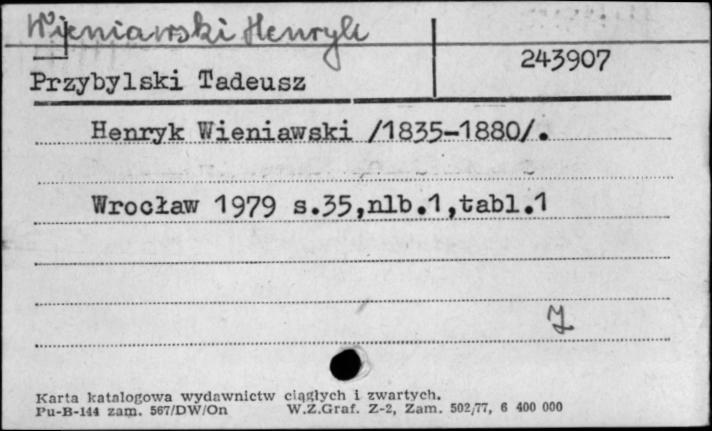 Wieniawski Henryk
243907
Przybylski Tadeusz
Henryk Wieniawski /1835-1880/.
Wrocław 1979 s.35,nlb.1,tabl.1
Karta katalogowa wydawnictw ciągłych i zwartych.
Pu-B-144 zam. 567/DW/On W.Z.Graf. Z-2, Zam. 502/77, 6 400 000